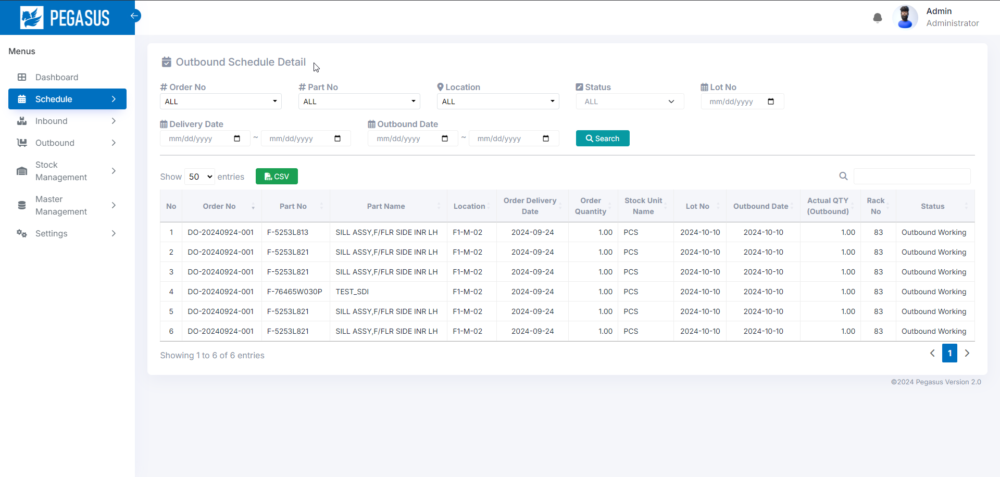 PEGASUS
Admin
Administrator
Menus
Dashboard
Schedule
Inbound
Outbound
Stock
Management
Master
Management
Settings
Outbound Schedule Detail
# Order No
# Part No
Location
Status
Lot No
ALL
ALL
ALL
ALL
mm/dd/yyyy
Delivery Date
Outbound Date
mm/dd/yyyy ~ mm/dd/yyyy
mm/dd/yyyy ~ mm/dd/yyyy
Search
Show 50 entries
CSV
No Order No Part No Part Name Location Order Delivery Date Order Quantity Stock Unit Name Lot No Outbound Date Actual QTY (Outbound) Rack No Status
1 DO-20240924-001 F-5253L813 SILL ASSY,F/FLR SIDE INR LH F1-M-02 2024-09-24 1.00 PCS 2024-10-10 2024-10-10 1.00 83 Outbound Working
2 DO-20240924-001 F-5253L821 SILL ASSY,F/FLR SIDE INR LH F1-M-02 2024-09-24 1.00 PCS 2024-10-10 2024-10-10 1.00 83 Outbound Working
3 DO-20240924-001 F-5253L821 SILL ASSY,F/FLR SIDE INR LH F1-M-02 2024-09-24 1.00 PCS 2024-10-10 2024-10-10 1.00 83 Outbound Working
4 DO-20240924-001 F-76465W030P TEST_SDI F1-M-02 2024-09-24 1.00 PCS 2024-10-10 2024-10-10 1.00 83 Outbound Working
5 DO-20240924-001 F-5253L821 SILL ASSY,F/FLR SIDE INR LH F1-M-02 2024-09-24 1.00 PCS 2024-10-10 2024-10-10 1.00 83 Outbound Working
6 DO-20240924-001 F-5253L821 SILL ASSY,F/FLR SIDE INR LH F1-M-02 2024-09-24 1.00 PCS 2024-10-10 2024-10-10 1.00 83 Outbound Working
Showing 1 to 6 of 6 entries
1
©2024 Pegasus Version 2.0